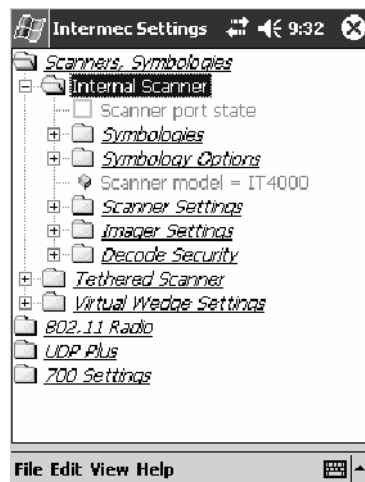 Intermec Settings 9:32
Scanners, Symbologies
Internal Scanner
Scanner port state
Symbologies
Symbology Options
Scanner model = IT4000
Scanner Settings
Imager Settings
Decode Security
Tethered Scanner
Virtual Wedge Settings
802.11 Radio
UDP Plus
700 Settings
File Edit View Help